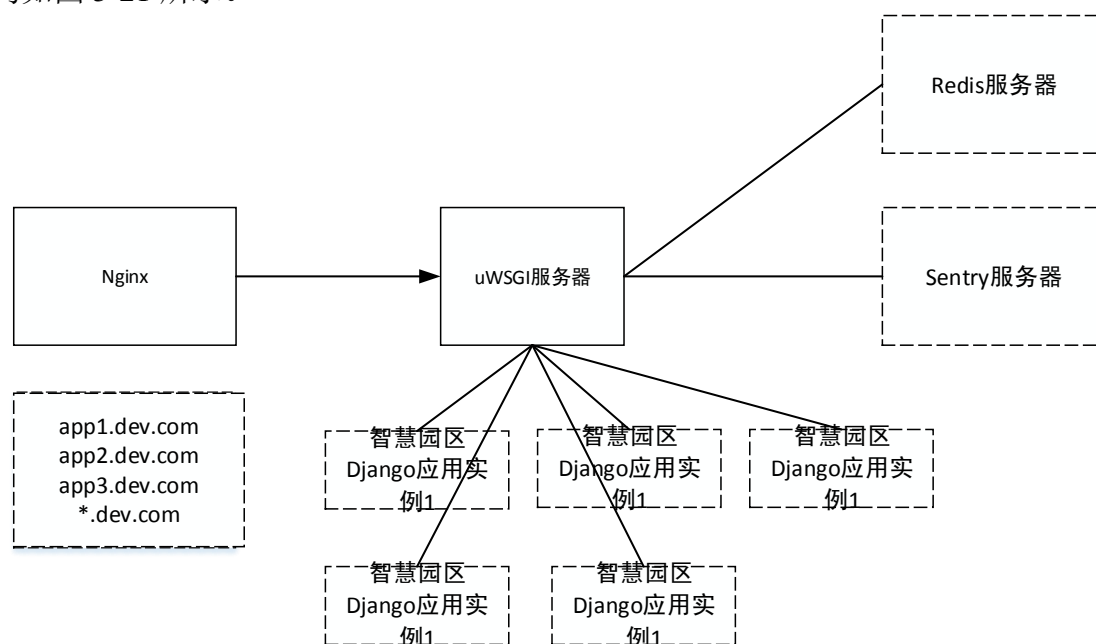 Redis服务器
Nginx
uWSGI服务器
Sentry服务器
app1.dev.com
app2.dev.com
app3.dev.com
*.dev.com
智慧园区
Django应用实
例1
智慧园区
Django应用实
例1
智慧园区
Django应用实
例1
智慧园区
Django应用实
例1
智慧园区
Django应用实
例1